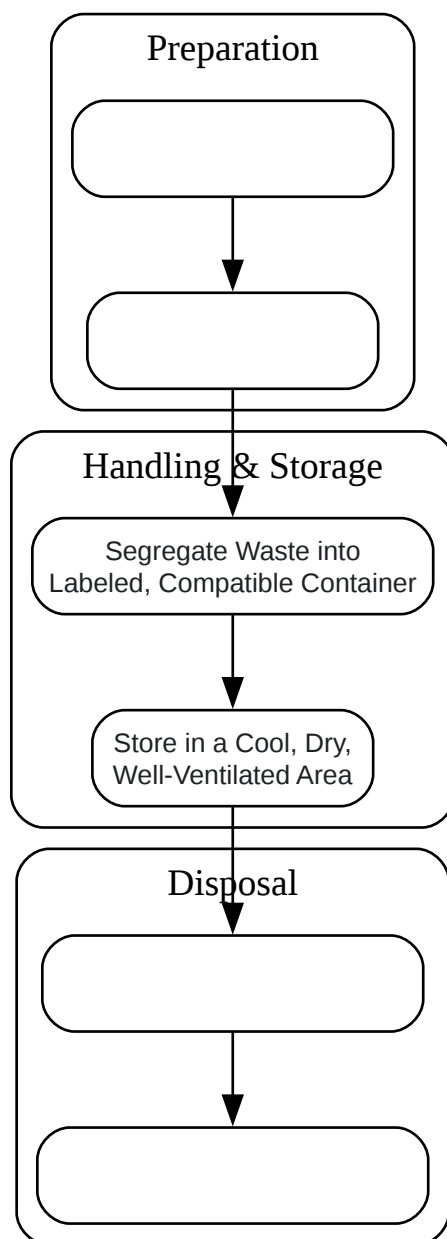 Preparation
Handling & Storage
Segregate Waste into
Labeled, Compatible Container
Store in a Cool, Dry,
Well-Ventilated Area
Disposal